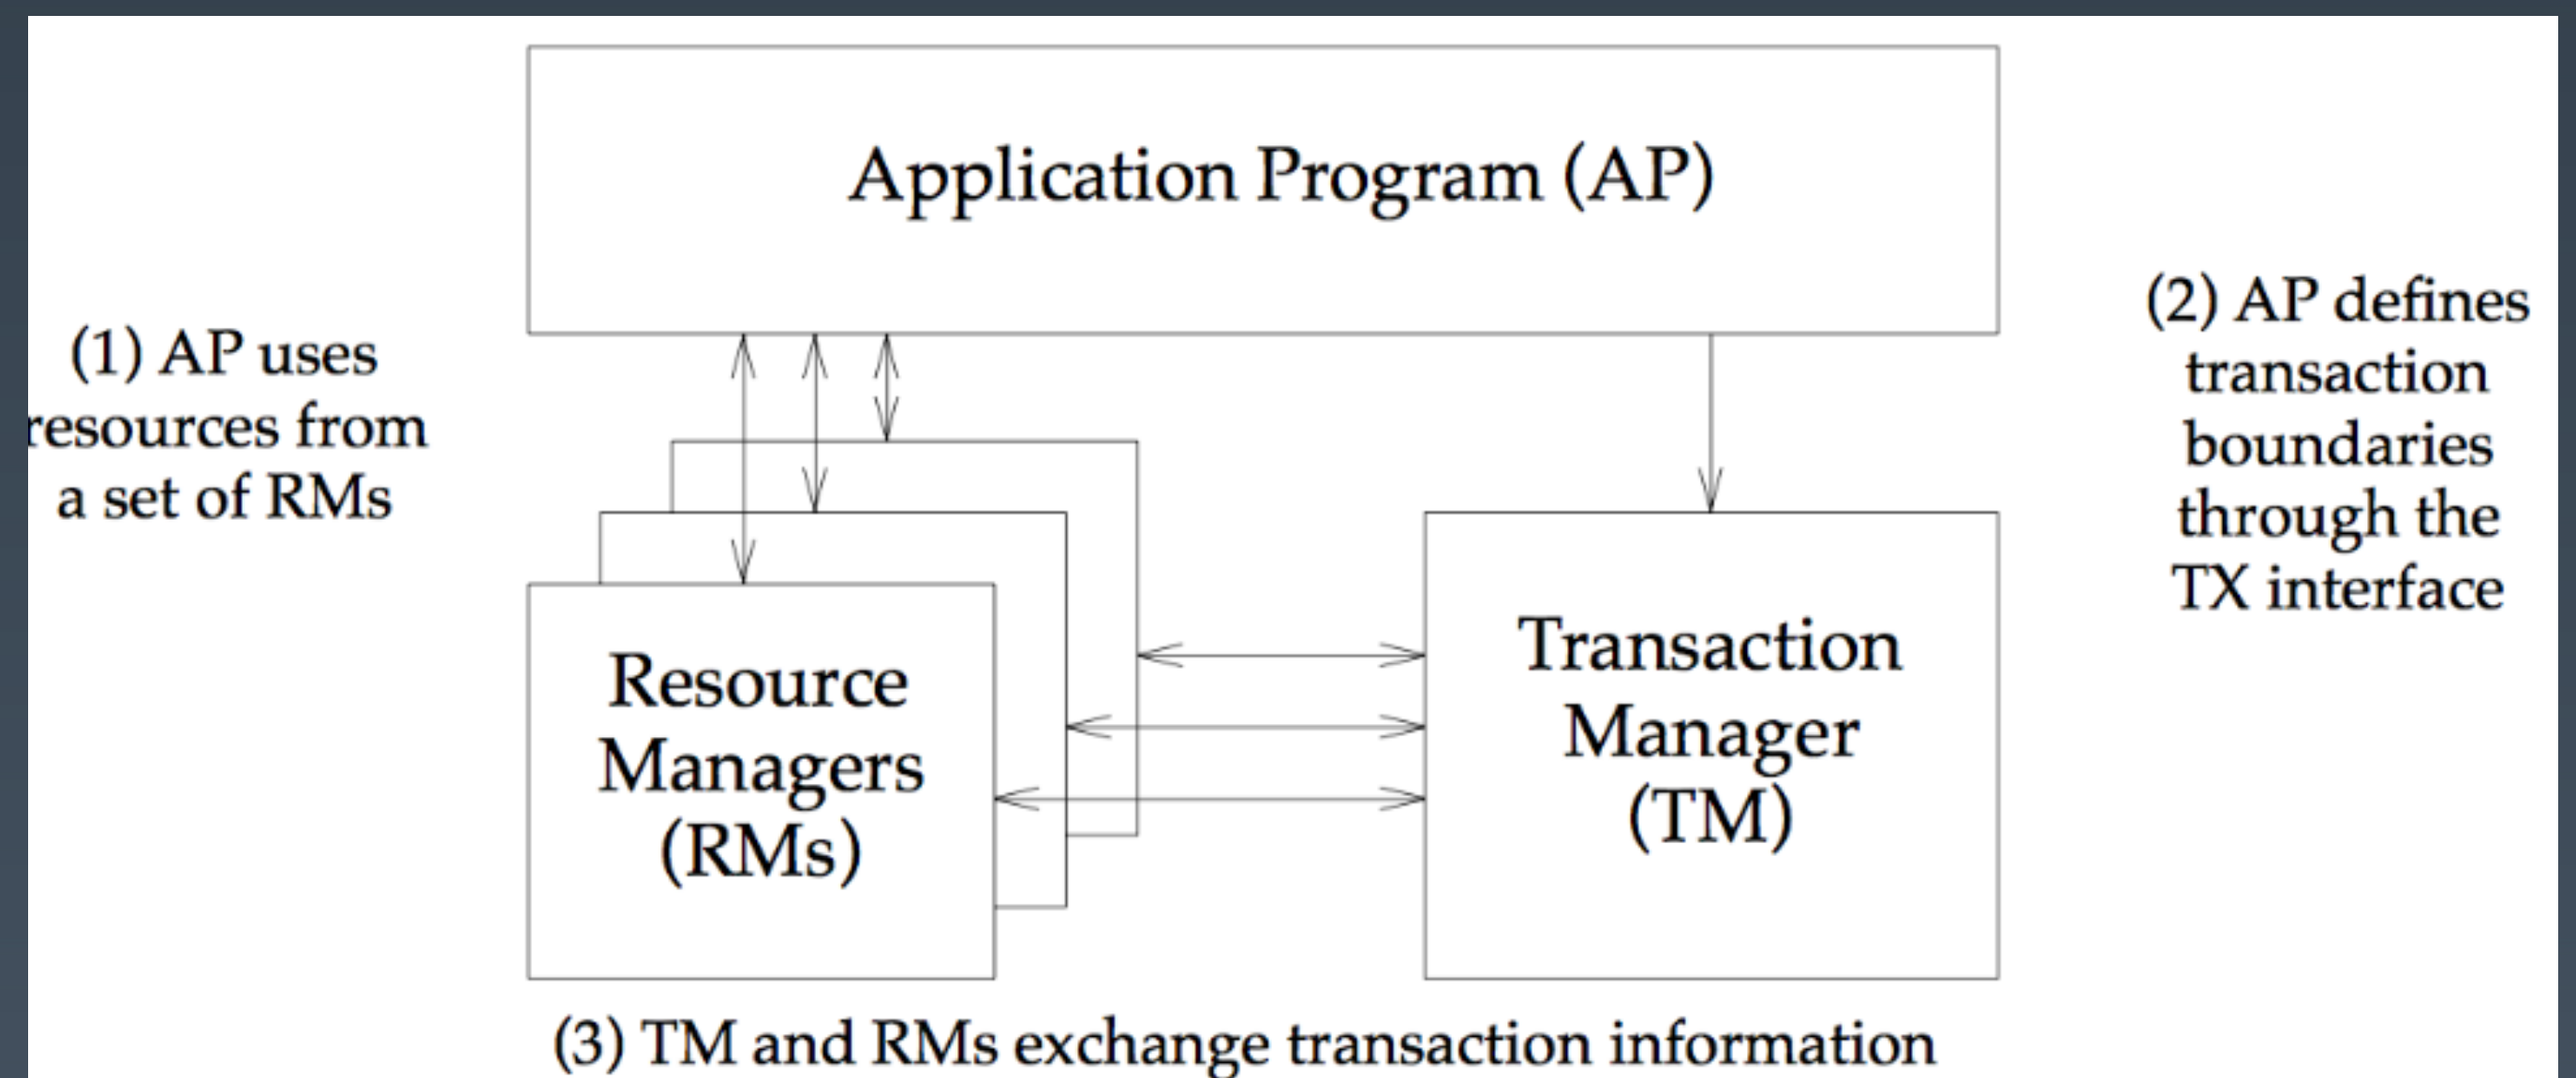 Application Program (AP)
(1) AP uses
resources from
a set of RMs
(2) AP defines
transaction
boundaries
through the
TX interface
Resource
Managers
(RMs)
Transaction
Manager
(TM)
(3) TM and RMs exchange transaction information